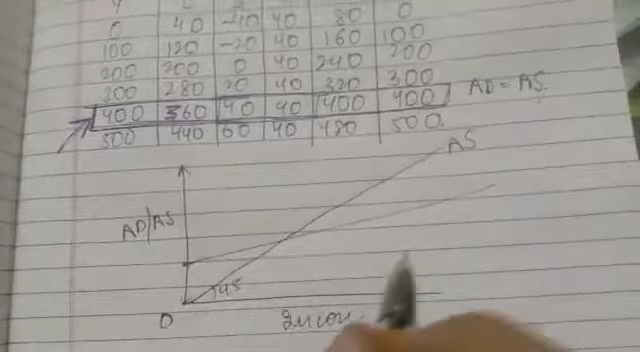 0 40 -40 40 80 0
100 120 -20 40 160 100
200 200 0 40 240 200
300 280 20 40 320 300
400 360 40 40 400 400 AD = AS
500 440 60 40 480 500
AS
AD/AS
45
0